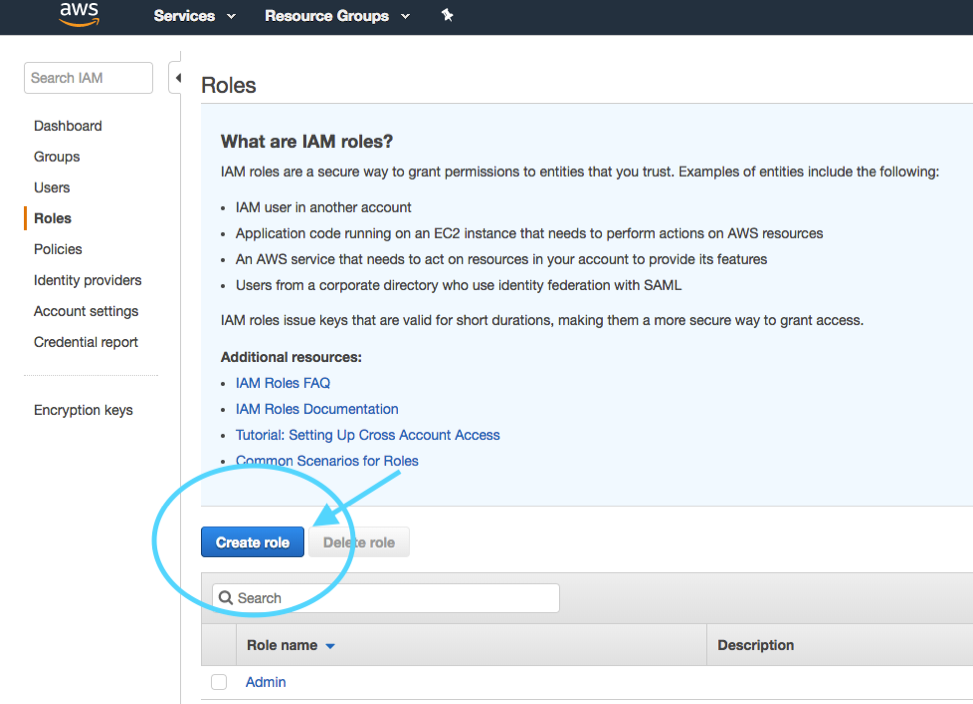 aws
Services
Resource Groups
Search IAM
Dashboard
Groups
Users
Roles
Policies
Identity providers
Account settings
Credential report
Encryption keys
Roles
What are IAM roles?
IAM roles are a secure way to grant permissions to entities that you trust. Examples of entities include the following:
IAM user in another account
Application code running on an EC2 instance that needs to perform actions on AWS resources
An AWS service that needs to act on resources in your account to provide its features
Users from a corporate directory who use identity federation with SAML
IAM roles issue keys that are valid for short durations, making them a more secure way to grant access.
Additional resources:
IAM Roles FAQ
IAM Roles Documentation
Tutorial: Setting Up Cross Account Access
Common Scenarios for Roles
Create role
Delete role
Search
Role name
Description
Admin